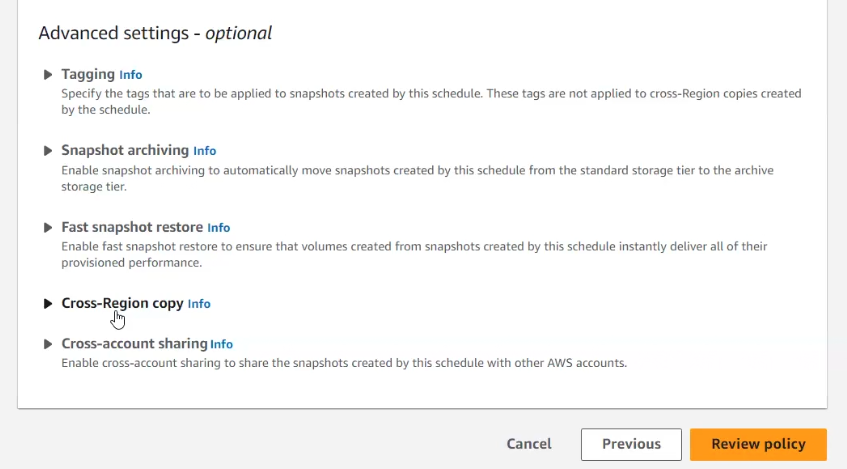 Advanced settings - optional
Tagging Info
Specify the tags that are to be applied to snapshots created by this schedule. These tags are not applied to cross-Region copies created
by the schedule.
Snapshot archiving Info
Enable snapshot archiving to automatically move snapshots created by this schedule from the standard storage tier to the archive
storage tier.
Fast snapshot restore Info
Enable fast snapshot restore to ensure that volumes created from snapshots created by this schedule instantly deliver all of their
provisioned performance.
Cross-Region copy Info
Cross-account sharing Info
Enable cross-account sharing to share the snapshots created by this schedule with other AWS accounts.
Cancel Previous Review policy